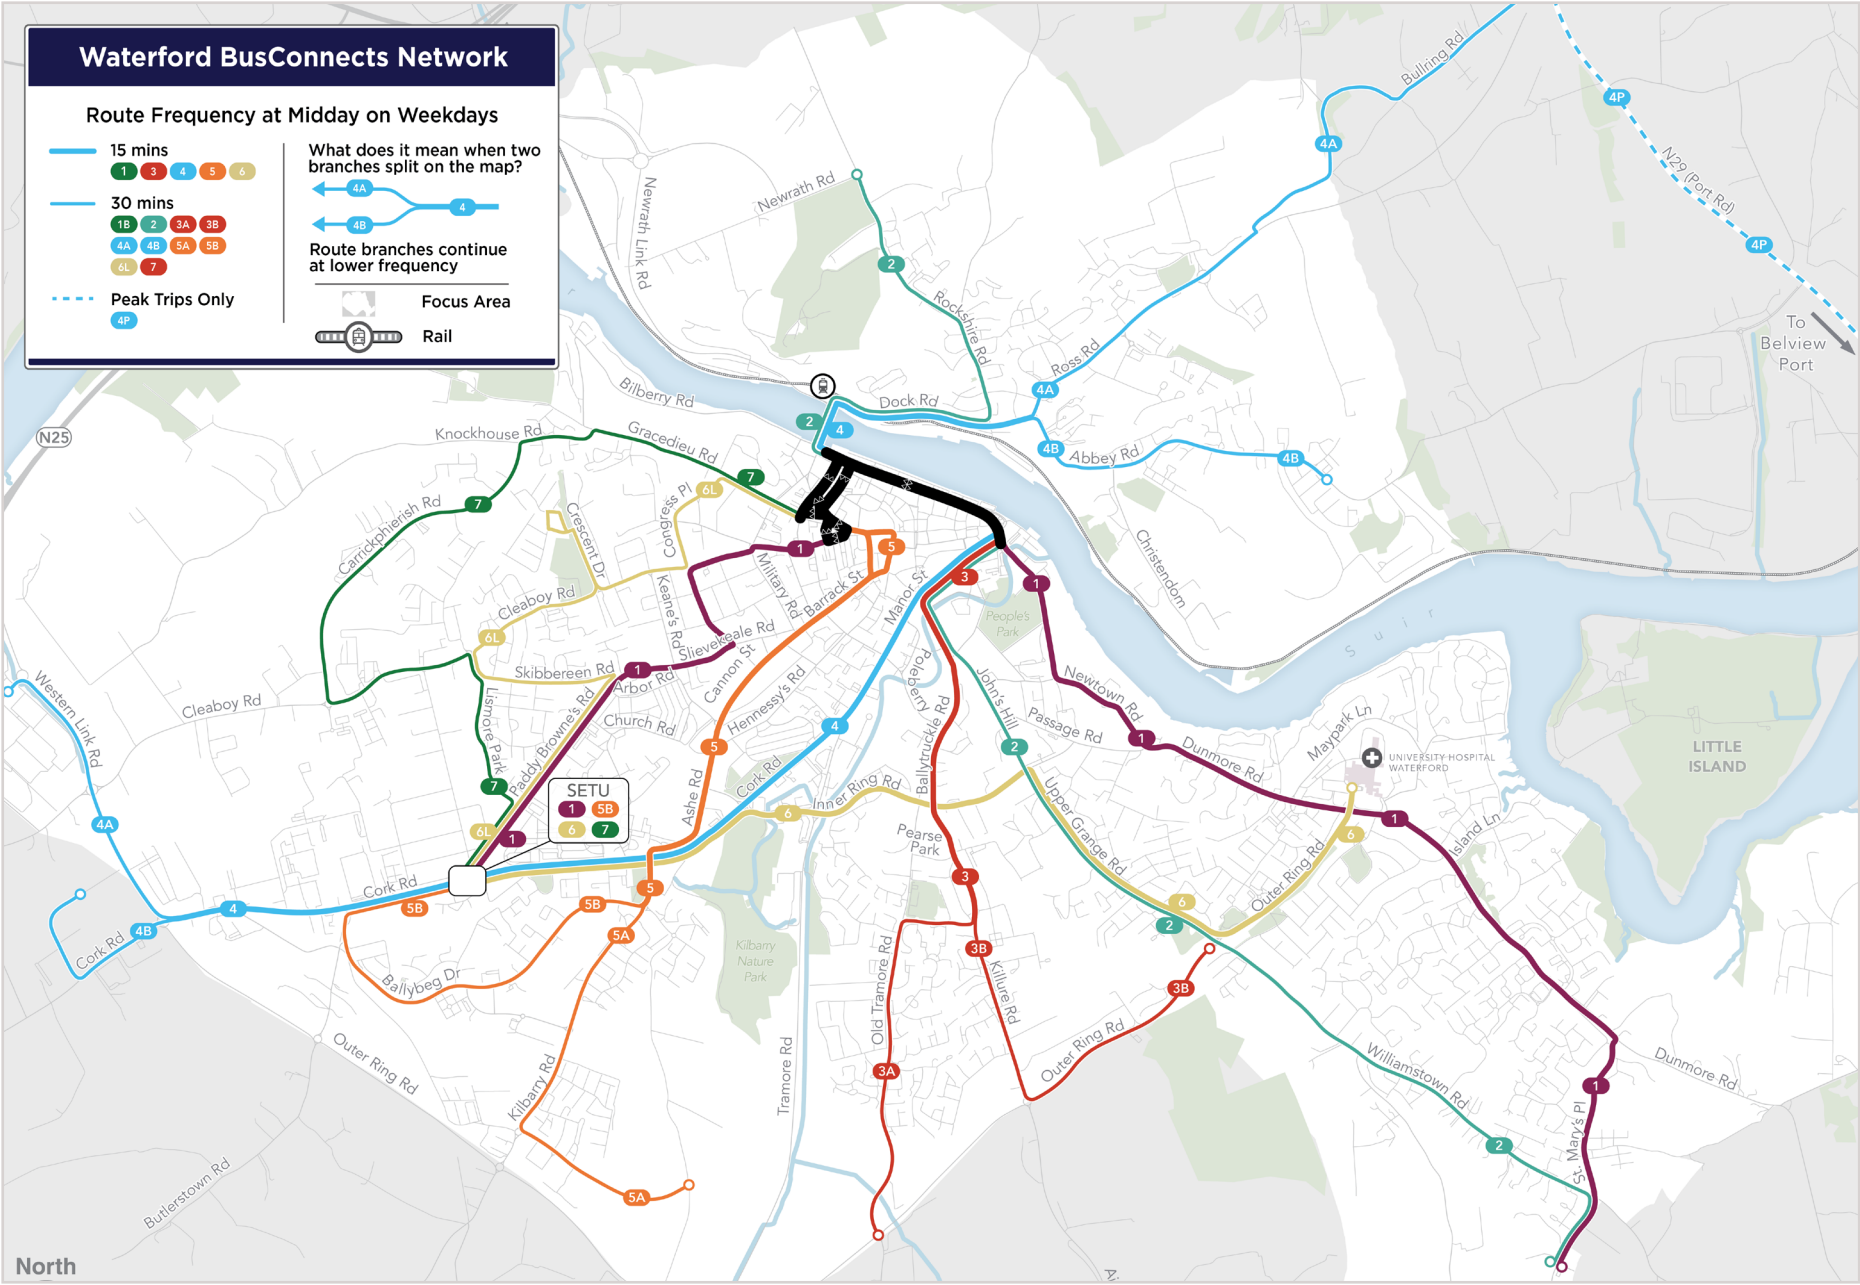 Waterford BusConnects Network
Route Frequency at Midday on Weekdays
15 mins
1 3 4 5 6
30 mins
1B 2 3A 3B
4A 4B 5A 5B
6L 7
Peak Trips Only
4P
What does it mean when two
branches split on the map?
4A
4
4B
Route branches continue
at lower frequency
Focus Area
Rail
Bullring Rd
4P
4A
N29 (Port Rd)
4P
Newrath Rd
Newrath Link Rd
2
Rockshire Rd
To
Belview
Port
Ross Rd
4A
Bilberry Rd
Dock Rd
2
4
N25
Knockhouse Rd
Gracedieu Rd
4B
Abbey Rd
4B
7
6L
7
Carrickphierish Rd
Congress Pl
Crescent Dr
1
5
Military Rd
Barrack St
Manor St
3
1
Christendom
People's
Park
Suir
Cleaboy Rd
Keane's Rd
6L
Slievekeale Rd
Skibbereen Rd
1
Arbor Rd
Cannon St
Hennessy's Rd
Poleberry
John's Hill
Newtown Rd
Western Link Rd
Cleaboy Rd
Lismore Park
Paddy Browne's Rd
Church Rd
4
5
Ballytruckle Rd
2
Passage Rd
1
Dunmore Rd
Maypark Ln
UNIVERSITY HOSPITAL
WATERFORD
LITTLE
ISLAND
7
SETU
1 5B
6 7
Ashe Rd
Cork Rd
Inner Ring Rd
6
4A
6L
1
Pearse
Park
Upper Grange Rd
6
1
Island Ln
Outer Ring Rd
Cork Rd
5
3
4
5B
5B
6
2
4B
Cork Rd
5A
3B
Kilbarry
Nature
Park
Ballybeg Dr
Old Tramore Rd
Killure Rd
3B
Outer Ring Rd
Outer Ring Rd
Kilbarry Rd
Tramore Rd
3A
Williamstown Rd
Dunmore Rd
1
St. Mary's Pl
2
5A
Butlerstown Rd
North